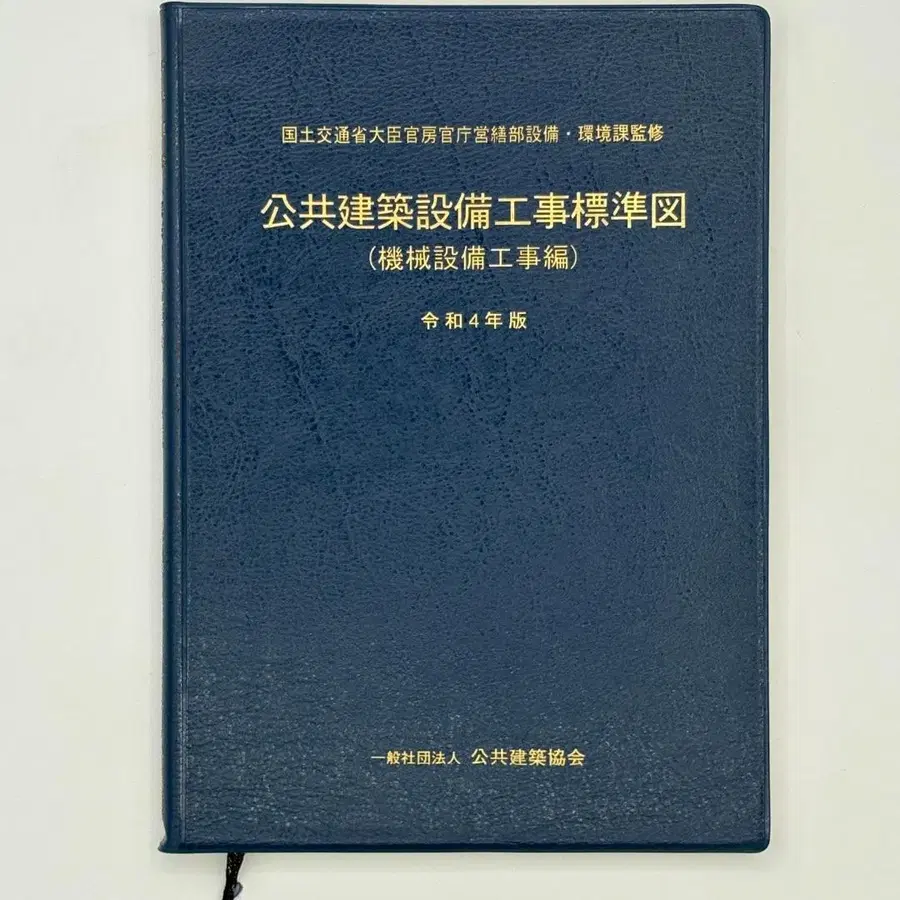 国土交通省大臣官房官庁営繕部設備・環境課監修
公共建築設備工事標準図
(機械設備工事編)
令和4年版
一般社団法人 公共建築協会